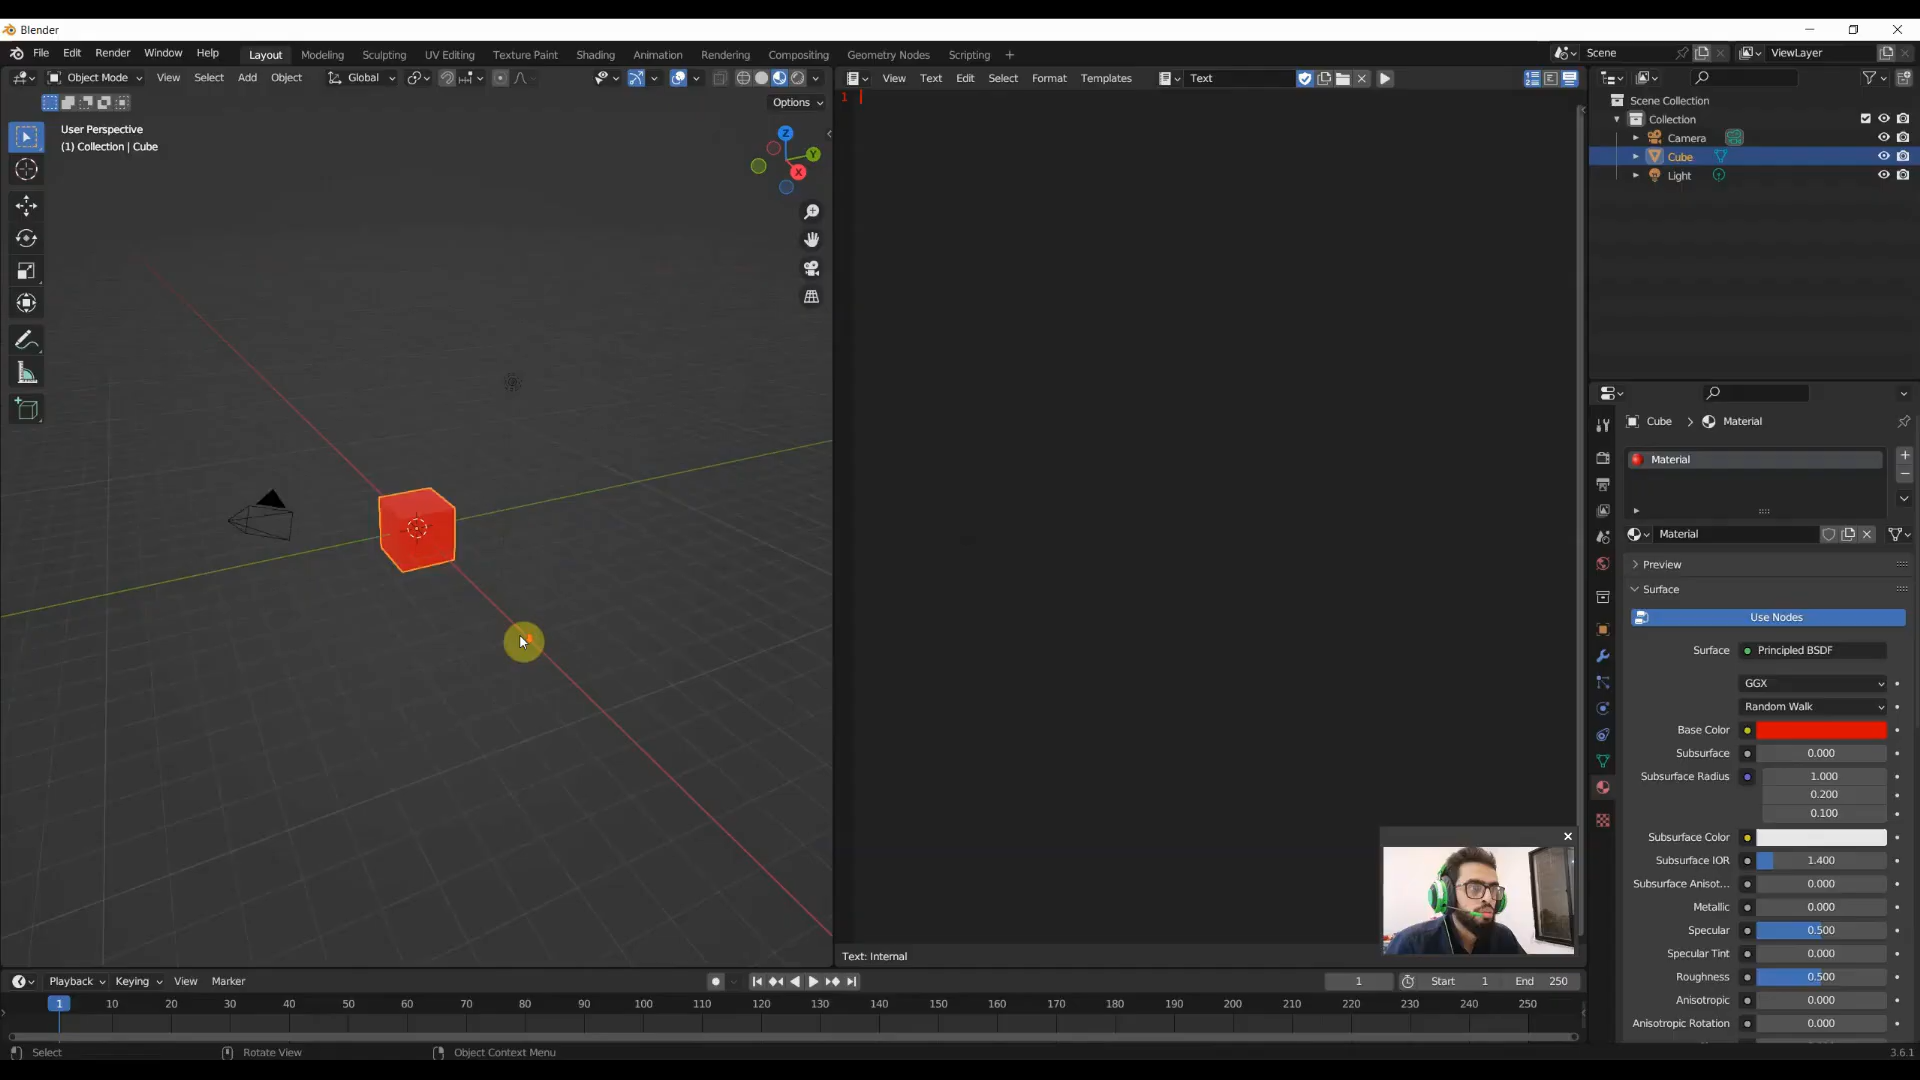 Blender
File Edit Render Window Help Layout Modeling Sculpting UV Editing Texture Paint Shading Animation Rendering Compositing Geometry Nodes Scripting + Scene ViewLayer
Object Mode View Select Add Object Global View Text Edit Select Format Templates Text
Options
1
User Perspective
(1) Collection | Cube
Z
Y
X
Scene Collection
Collection
Camera
Cube
Light
Cube > Material
Material
Material
Preview
Surface
Use Nodes
Surface Principled BSDF
GGX
Random Walk
Base Color
Subsurface 0.000
Subsurface Radius 1.000
0.200
0.100
Subsurface Color
Subsurface IOR 1.400
Subsurface Anisot... 0.000
Metallic 0.000
Specular 0.500
Specular Tint 0.000
Roughness 0.500
Anisotropic 0.000
Anisotropic Rotation 0.000
Text: Internal
Playback Keying View Marker 1 Start 1 End 250
1 10 20 30 40 50 60 70 80 90 100 110 120 130 140 150 160 170 180 190 200 210 220 230 240 250
Select Rotate View Object Context Menu 3.6.1